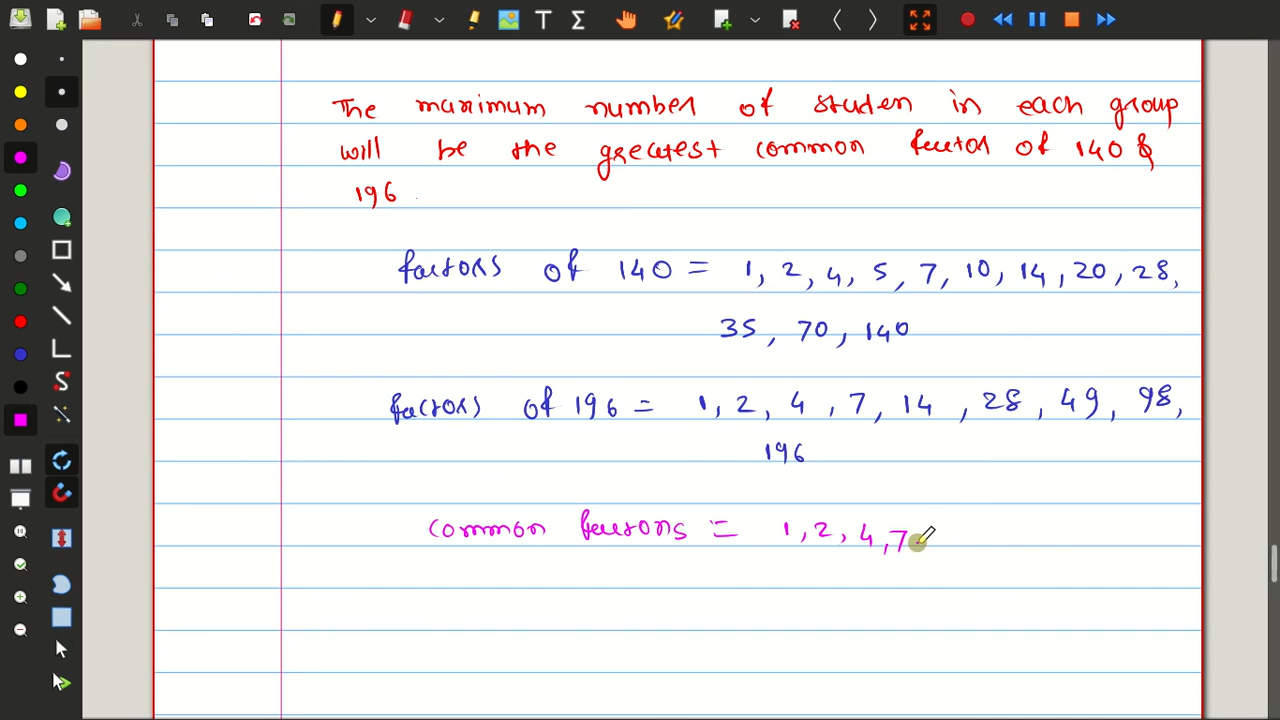 The maximum number of studen in each group
will be the greatest common factor of 140 &
196.
factors of 140 = 1, 2, 4, 5, 7, 10, 14, 20, 28,
35, 70, 140
factors of 196 = 1, 2, 4, 7, 14, 28, 49, 98,
196
common factors = 1, 2, 4, 7